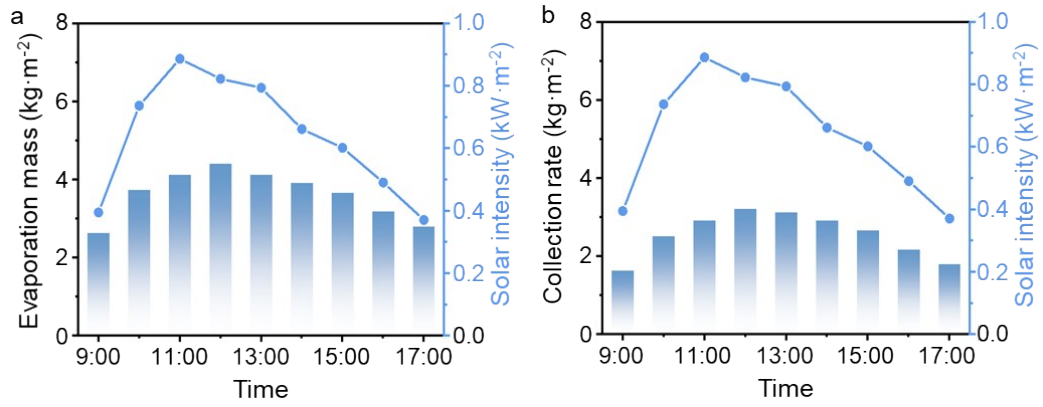 a
Evaporation mass (kg·m⁻²)
8
6
4
2
0
9:00 11:00 13:00 15:00 17:00
Time
1.0
0.8
0.6
0.4
0.2
0.0
Solar intensity (kW·m⁻²)
b
Collection rate (kg·m⁻²)
8
6
4
2
0
9:00 11:00 13:00 15:00 17:00
Time
1.0
0.8
0.6
0.4
0.2
0.0
Solar intensity (kW·m⁻²)